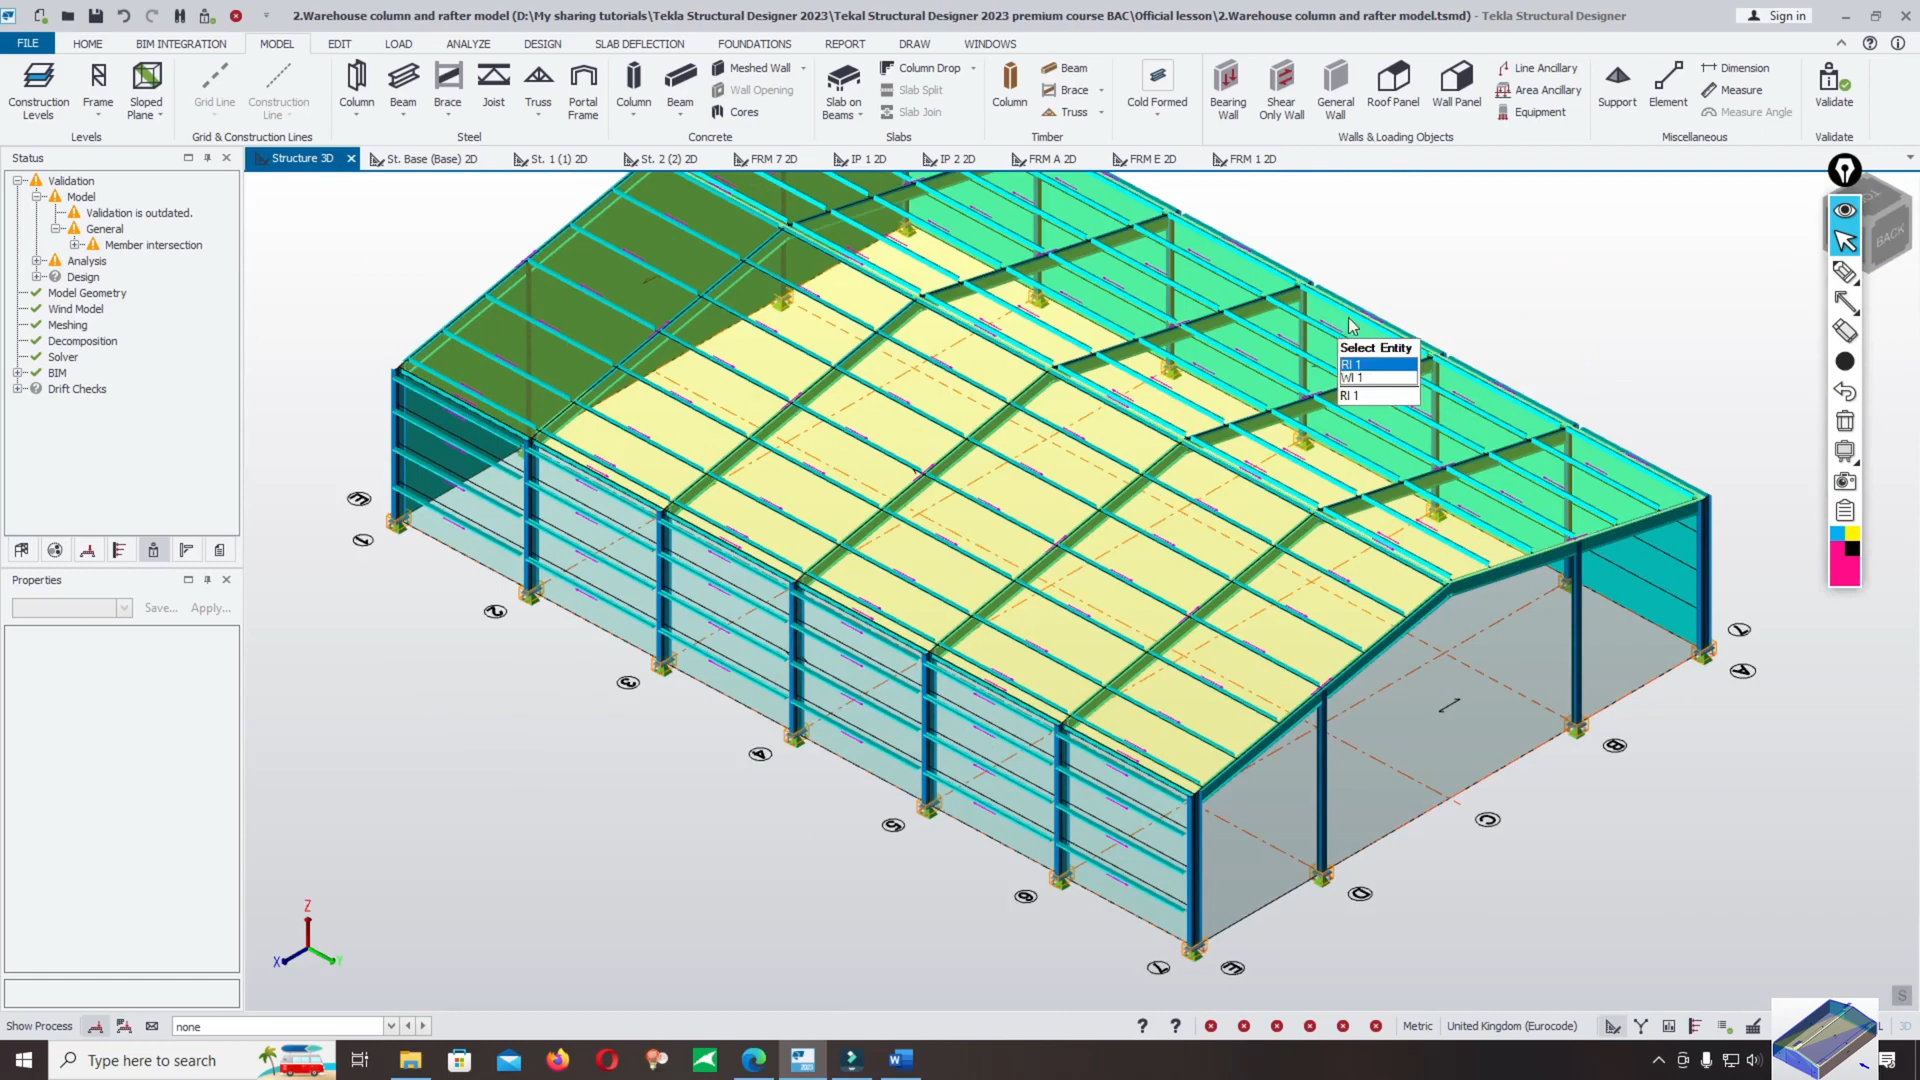 2.Warehouse column and rafter model (D:\My sharing tutorials\Tekla Structural Designer 2023\Tekal Structural Designer 2023 premium course BAC\Official lesson\2.Warehouse column and rafter model.tsmd) - Tekla Structural Designer
Sign in
FILE HOME BIM INTEGRATION MODEL EDIT LOAD ANALYZE DESIGN SLAB DEFLECTION FOUNDATIONS REPORT DRAW WINDOWS
Construction Levels
Frame
Sloped Plane
Levels
Grid Line
Construction Line
Grid & Construction Lines
Column
Beam
Brace
Joist
Truss
Portal Frame
Steel
Column
Beam
Meshed Wall
Wall Opening
Cores
Concrete
Slab on Beams
Column Drop
Slab Split
Slab Join
Slabs
Column
Beam
Brace
Truss
Timber
Cold Formed
Bearing Wall
Shear Only Wall
General Wall
Roof Panel
Wall Panel
Line Ancillary
Area Ancillary
Equipment
Walls & Loading Objects
Support
Element
Dimension
Measure
Measure Angle
Miscellaneous
Validate
Validate
Status
Structure 3D
St. Base (Base) 2D
St. 1 (1) 2D
St. 2 (2) 2D
FRM 7 2D
IP 1 2D
IP 2 2D
FRM A 2D
FRM E 2D
FRM 1 2D
Validation
Model
Validation is outdated.
General
Member intersection
Analysis
Design
Model Geometry
Wind Model
Meshing
Decomposition
Solver
BIM
Drift Checks
Properties
Save... Apply...
BACK
Select Entity
RI 1
WI 1
RI 1
E
1
2
3
4
5
6
7
E
D
C
B
A
7
Z
X
Y
S
Show Process
none
Metric
United Kingdom (Eurocode)
3D
Type here to search